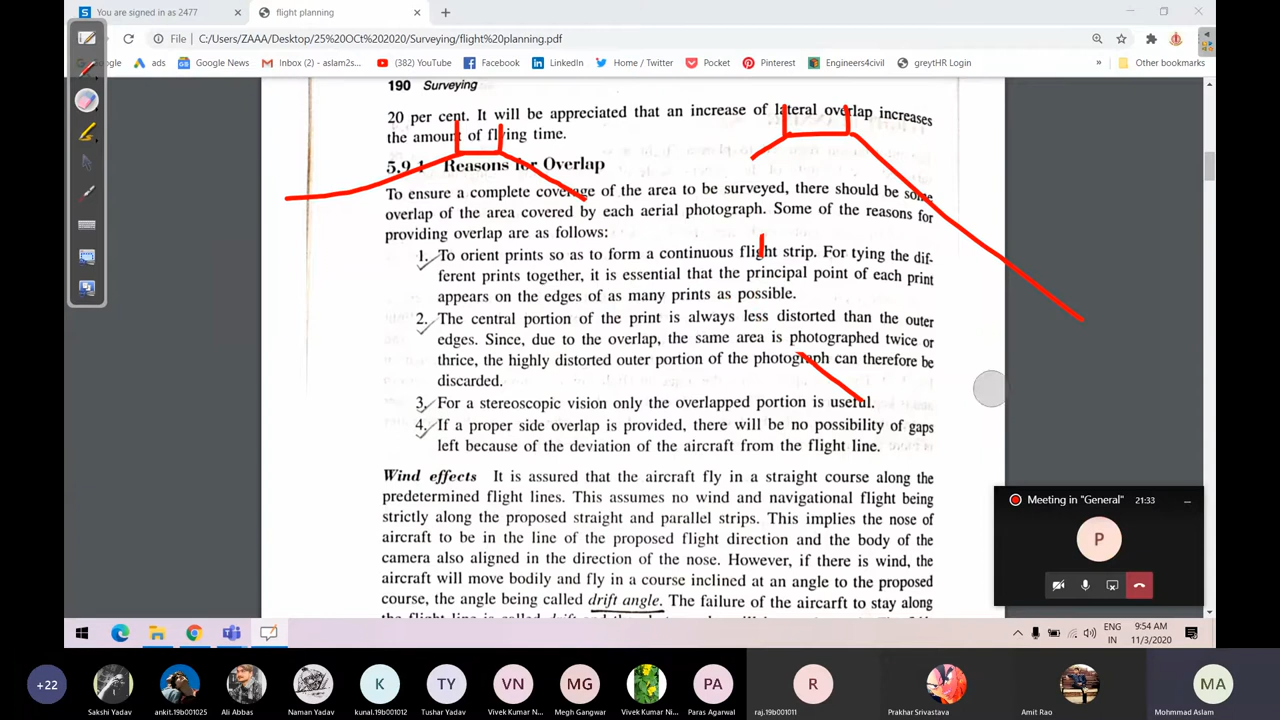 You are signed in as 2477
flight planning
File
C:/Users/ZAAA/Desktop/25%20OCt%202020/Surveying/flight%20planning.pdf
Google
ads
Google News
Inbox (2) - aslam2s...
(382) YouTube
Facebook
LinkedIn
Home / Twitter
Pocket
Pinterest
Engineers4civil
greytHR Login
»
Other bookmarks
190 Surveying
20 per cent. It will be appreciated that an increase of lateral overlap increases
the amount of flying time.
5.9.1 Reasons for Overlap
To ensure a complete coverage of the area to be surveyed, there should be some
overlap of the area covered by each aerial photograph. Some of the reasons for
providing overlap are as follows:
1. To orient prints so as to form a continuous flight strip. For tying the dif-
ferent prints together, it is essential that the principal point of each print
appears on the edges of as many prints as possible.
2. The central portion of the print is always less distorted than the outer
edges. Since, due to the overlap, the same area is photographed twice or
thrice, the highly distorted outer portion of the photograph can therefore be
discarded.
3. For a stereoscopic vision only the overlapped portion is useful.
4. If a proper side overlap is provided, there will be no possibility of gaps
left because of the deviation of the aircraft from the flight line.
Wind effects It is assured that the aircraft fly in a straight course along the
predetermined flight lines. This assumes no wind and navigational flight being
strictly along the proposed straight and parallel strips. This implies the nose of
aircraft to be in the line of the proposed flight direction and the body of the
camera also aligned in the direction of the nose. However, if there is wind, the
aircraft will move bodily and fly in a course inclined at an angle to the proposed
course, the angle being called drift angle. The failure of the aircarft to stay along
Meeting in "General" 21:33
P
ENG
IN
9:54 AM
11/3/2020
+22
K
TY
VN
MG
PA
R
MA
Sakshi Yadav
ankit.19b001025
Ali Abbas
Naman Yadav
kunal.19b001012
Tushar Yadav
Vivek Kumar N...
Megh Gangwar
Vivek Kumar Ni...
Paras Agarwal
raj.19b001011
Prakhar Srivastava
Amit Rao
Mohmmad Aslam